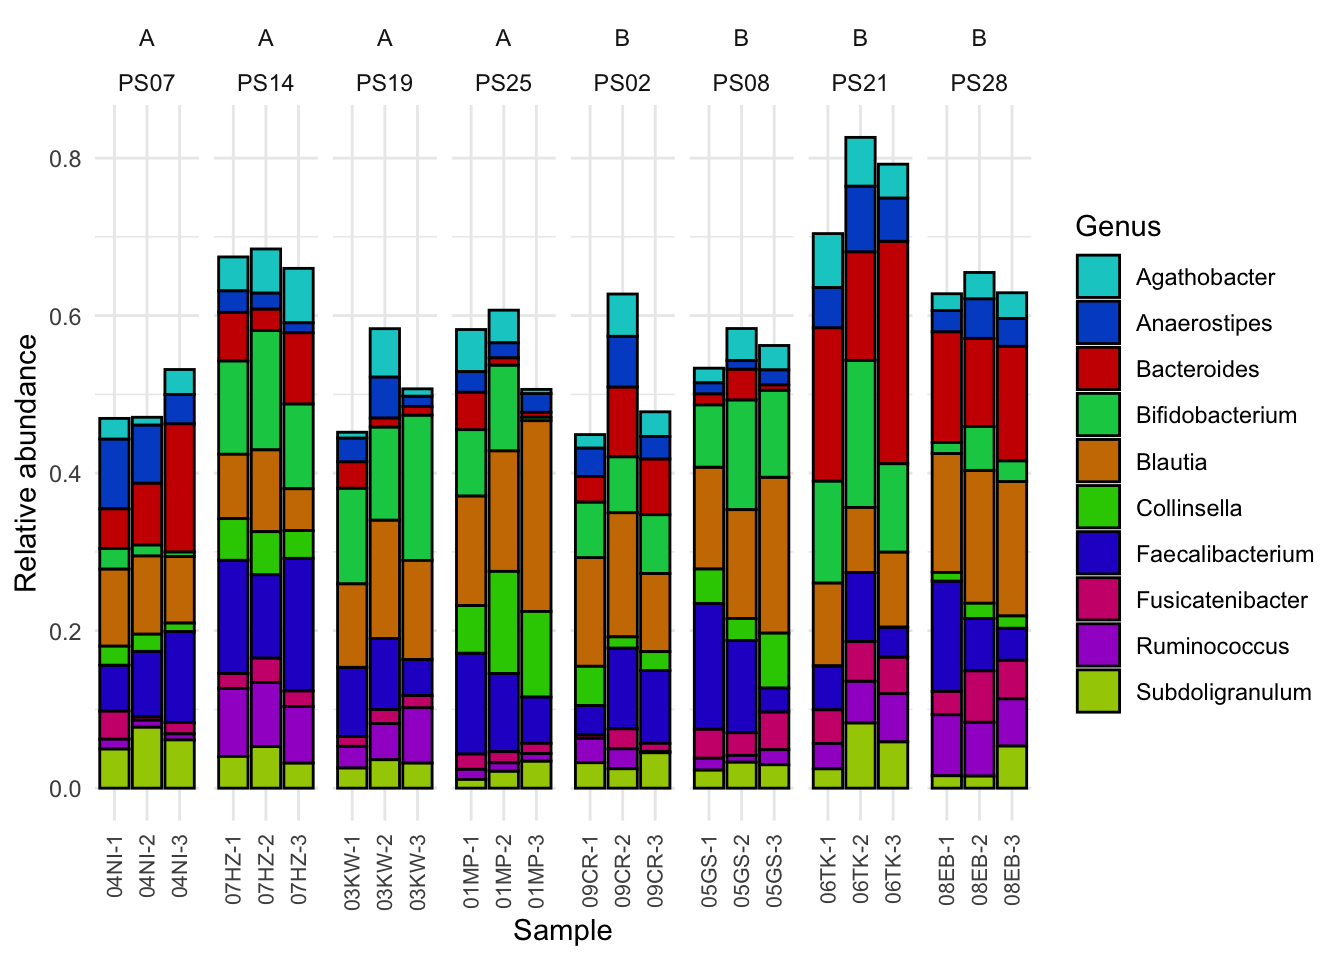 A A A A B B B B
PS07 PS14 PS19 PS25 PS02 PS08 PS21 PS28
Relative abundance
0.8
0.6
0.4
0.2
0.0
04NI-1 04NI-2 04NI-3 07HZ-1 07HZ-2 07HZ-3 03KW-1 03KW-2 03KW-3 01MP-1 01MP-2 01MP-3 09CR-1 09CR-2 09CR-3 05GS-1 05GS-2 05GS-3 06TK-1 06TK-2 06TK-3 08EB-1 08EB-2 08EB-3
Sample
Genus
Agathobacter
Anaerostipes
Bacteroides
Bifidobacterium
Blautia
Collinsella
Faecalibacterium
Fusicatenibacter
Ruminococcus
Subdoligranulum